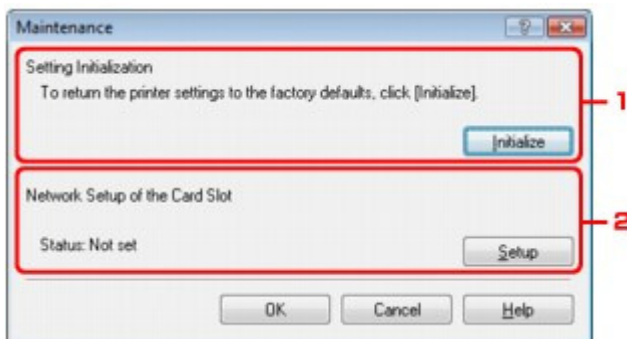 Maintenance
Setting Initialization
To return the printer settings to the factory defaults, click [Initialize].
1
Initialize
Network Setup of the Card Slot
2
Status: Not set
Setup
OK Cancel Help